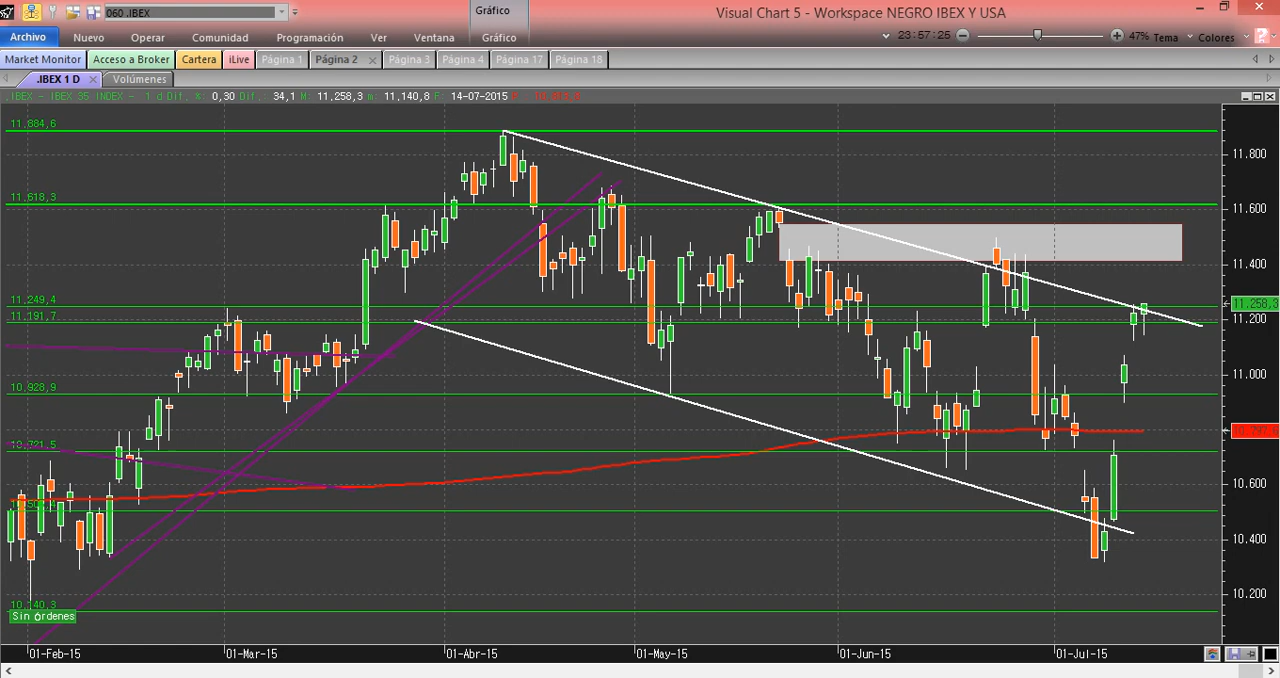 060.IBEX
Gráfico
Visual Chart 5 - Workspace NEGRO IBEX Y USA
Archivo Nuevo Operar Comunidad Programación Ver Ventana Gráfico
23:57:25 47% Tema Colores
Market Monitor Acceso a Broker Cartera iLive Página 1 Página 2 Página 3 Página 4 Página 17 Página 18
.IBEX 1 D Volúmenes
.IBEX - IBEX 35 INDEX - 1 d Dif. %: 0,30 Dif.: 34,1 M: 11.258,3 m: 11.140,8 F: 14-07-2015
11.884,6
11.800
11.618,3
11.600
11.400
11.249,4
11.258,3
11.191,7
11.200
11.000
10.928,9
10.600
10.400
10.200
10.140,3
Sin órdenes
01-Feb-15 01-Mar-15 01-Abr-15 01-May-15 01-Jun-15 01-Jul-15